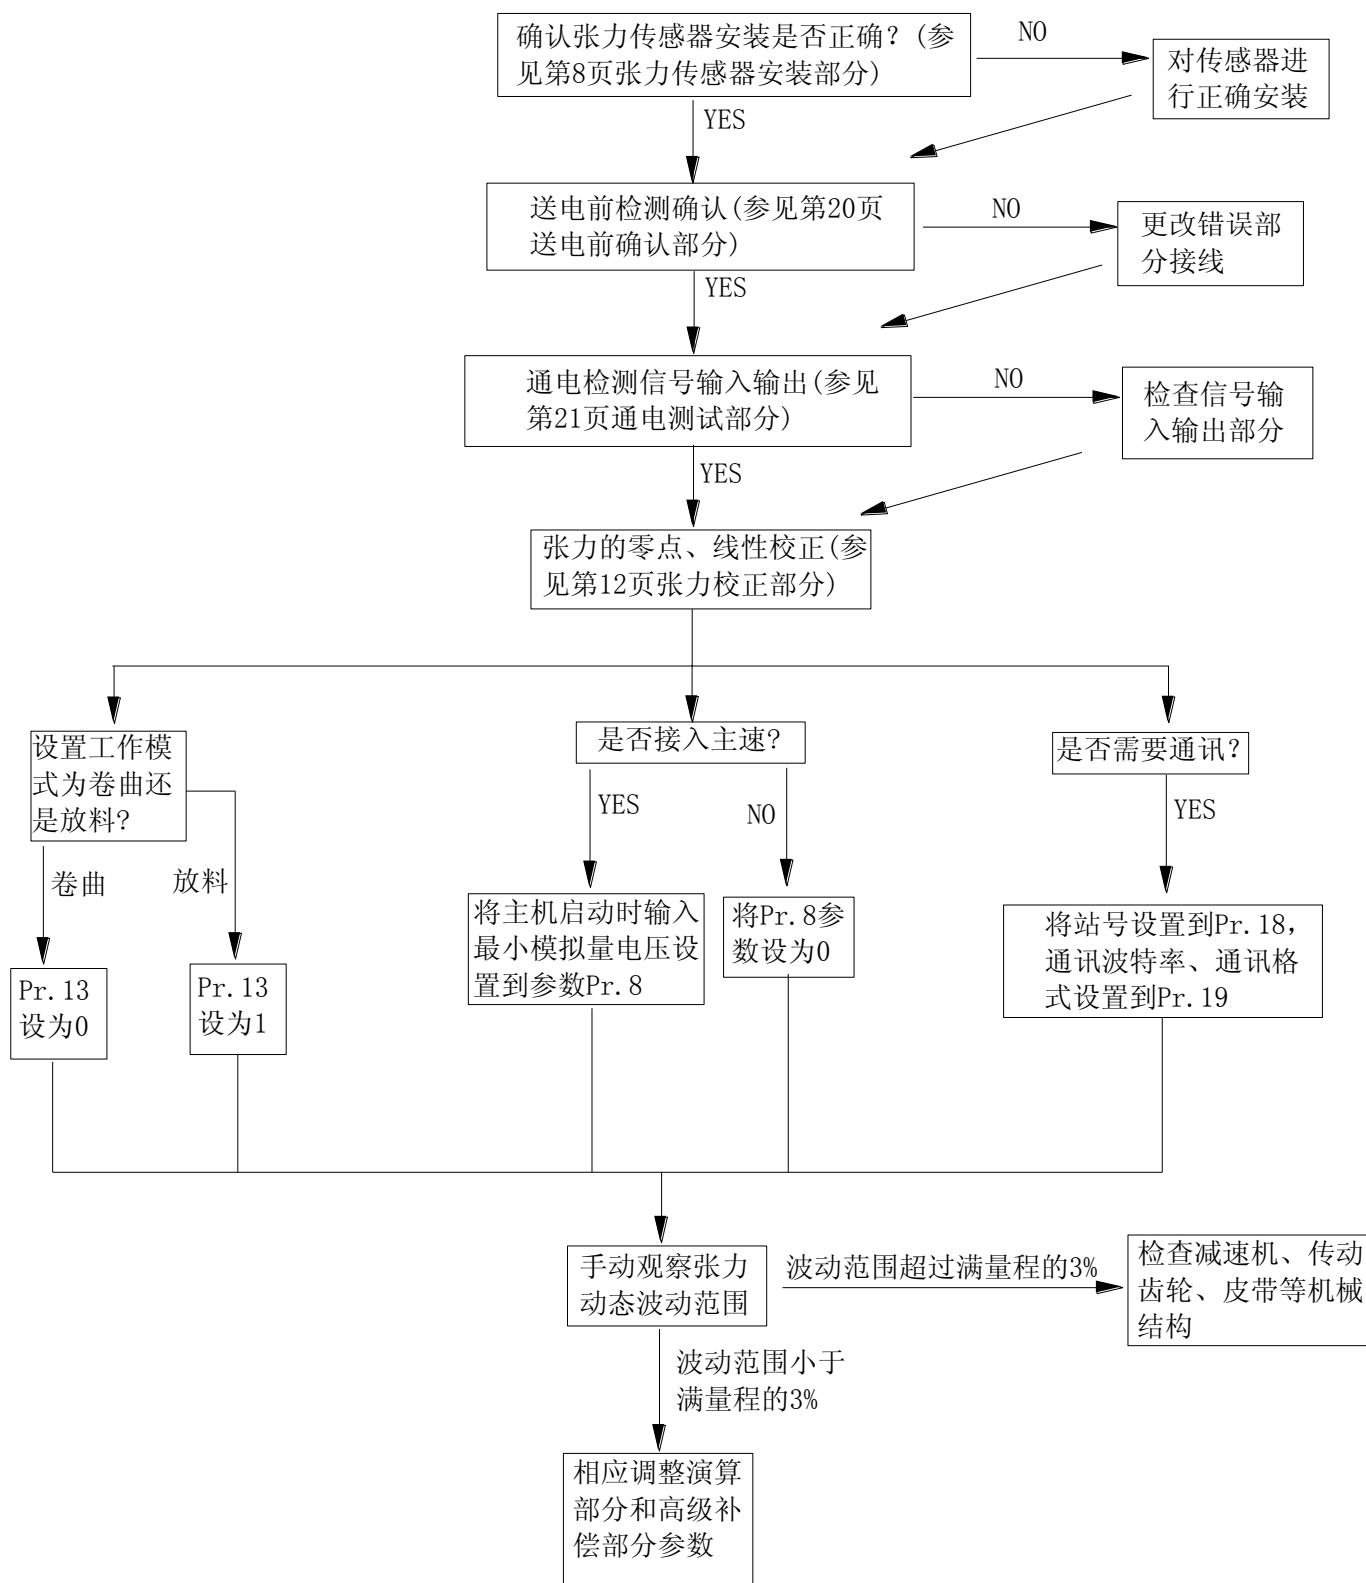 确认张力传感器安装是否正确？(参
见第8页张力传感器安装部分)
NO
对传感器进
行正确安装
YES
送电前检测确认(参见第20页
送电前确认部分)
NO
更改错误部
分接线
YES
通电检测信号输入输出(参见
第21页通电测试部分)
NO
检查信号输
入输出部分
YES
张力的零点、线性校正(参
见第12页张力校正部分)
设置工作模
式为卷曲还
是放料?
是否接入主速?
是否需要通讯?
卷曲
放料
YES
NO
YES
Pr.13
设为0
Pr.13
设为1
将主机启动时输入
最小模拟量电压设
置到参数Pr.8
将Pr.8参
数设为0
将站号设置到Pr.18，
通讯波特率、通讯格
式设置到Pr.19
手动观察张力
动态波动范围
波动范围超过满量程的3%
检查减速机、传动
齿轮、皮带等机械
结构
波动范围小于
满量程的3%
相应调整演算
部分和高级补
偿部分参数